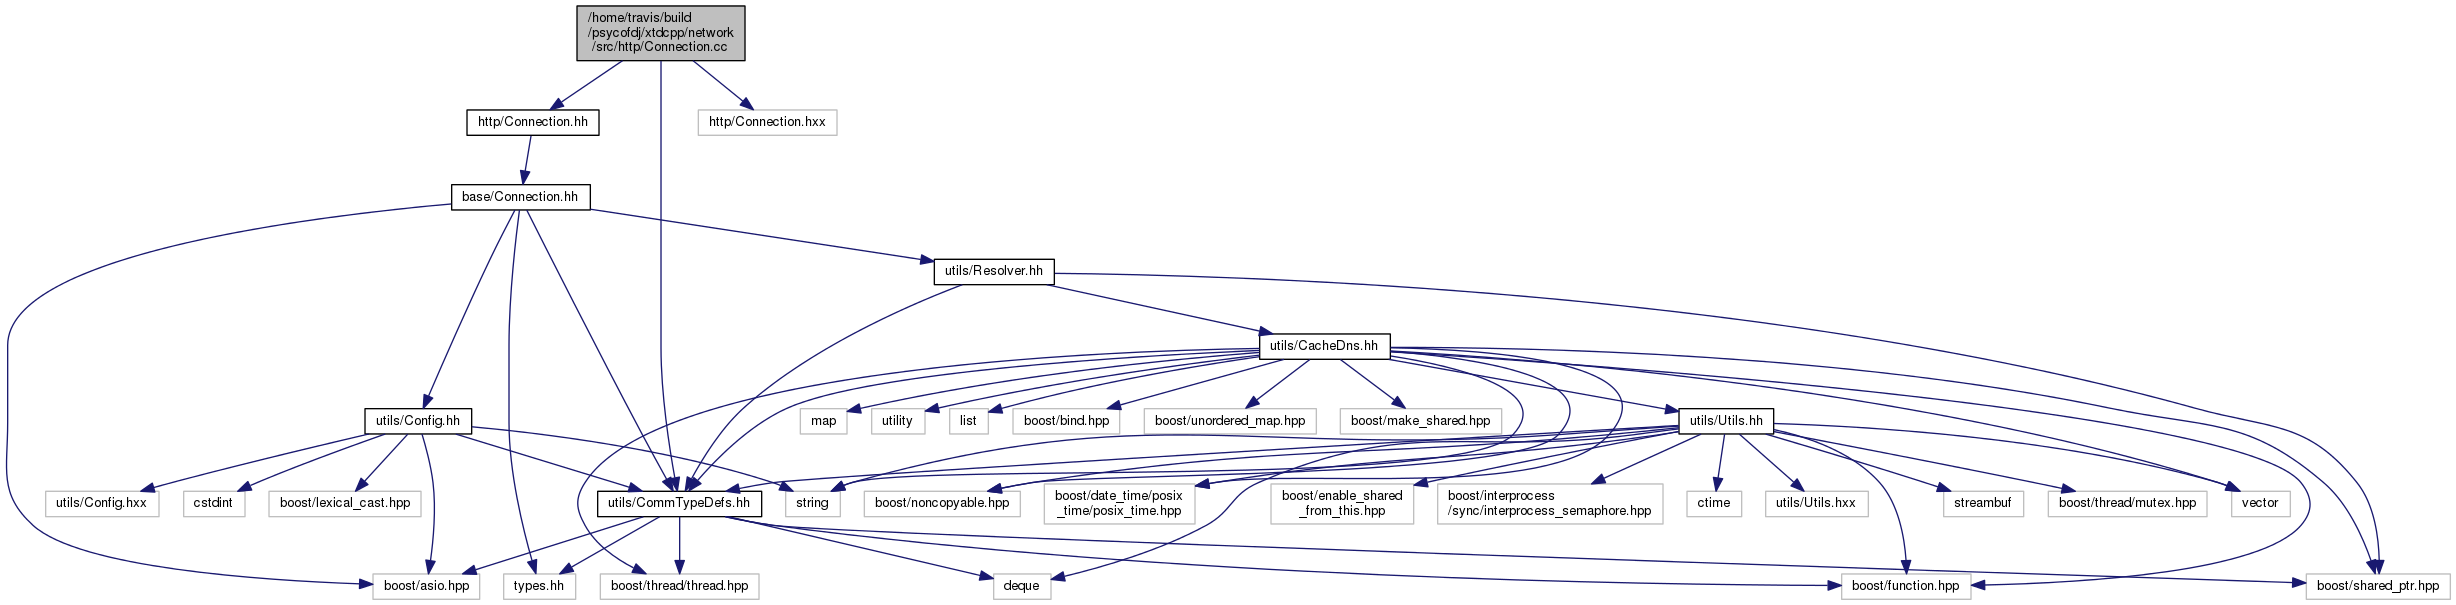 /home/travis/build
/psycofdj/xtdcpp/network
/src/http/Connection.cc
http/Connection.hh
http/Connection.hxx
base/Connection.hh
utils/Resolver.hh
utils/CacheDns.hh
utils/Config.hh
map
utility
list
boost/bind.hpp
boost/unordered_map.hpp
boost/make_shared.hpp
utils/Utils.hh
utils/Config.hxx
cstdint
boost/lexical_cast.hpp
utils/CommTypeDefs.hh
string
boost/noncopyable.hpp
boost/date_time/posix
_time/posix_time.hpp
boost/enable_shared
_from_this.hpp
boost/interprocess
/sync/interprocess_semaphore.hpp
ctime
utils/Utils.hxx
streambuf
boost/thread/mutex.hpp
vector
boost/asio.hpp
types.hh
boost/thread/thread.hpp
deque
boost/function.hpp
boost/shared_ptr.hpp